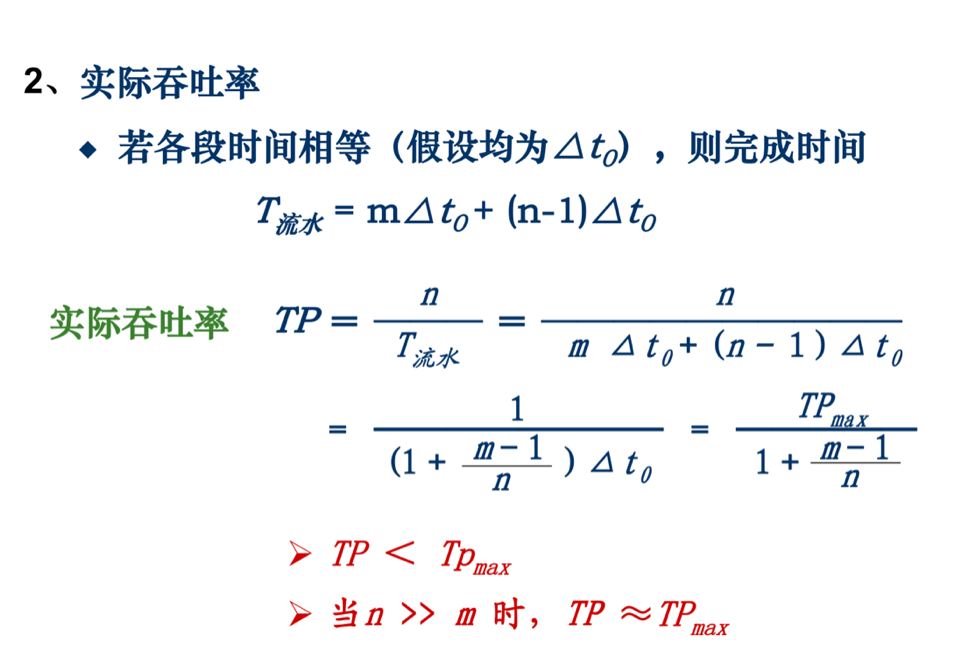 2、实际吞吐率
◆ 若各段时间相等（假设均为△t₀），则完成时间
T流水 = m△t₀ + (n-1)△t₀
实际吞吐率 TP = n / T流水 = n / (m △t₀ + (n - 1) △t₀)
= 1 / ((1 + (m - 1)/n) △t₀) = TPmax / (1 + (m - 1)/n)
➢ TP < Tpmax
➢ 当n >> m 时，TP ≈ TPmax